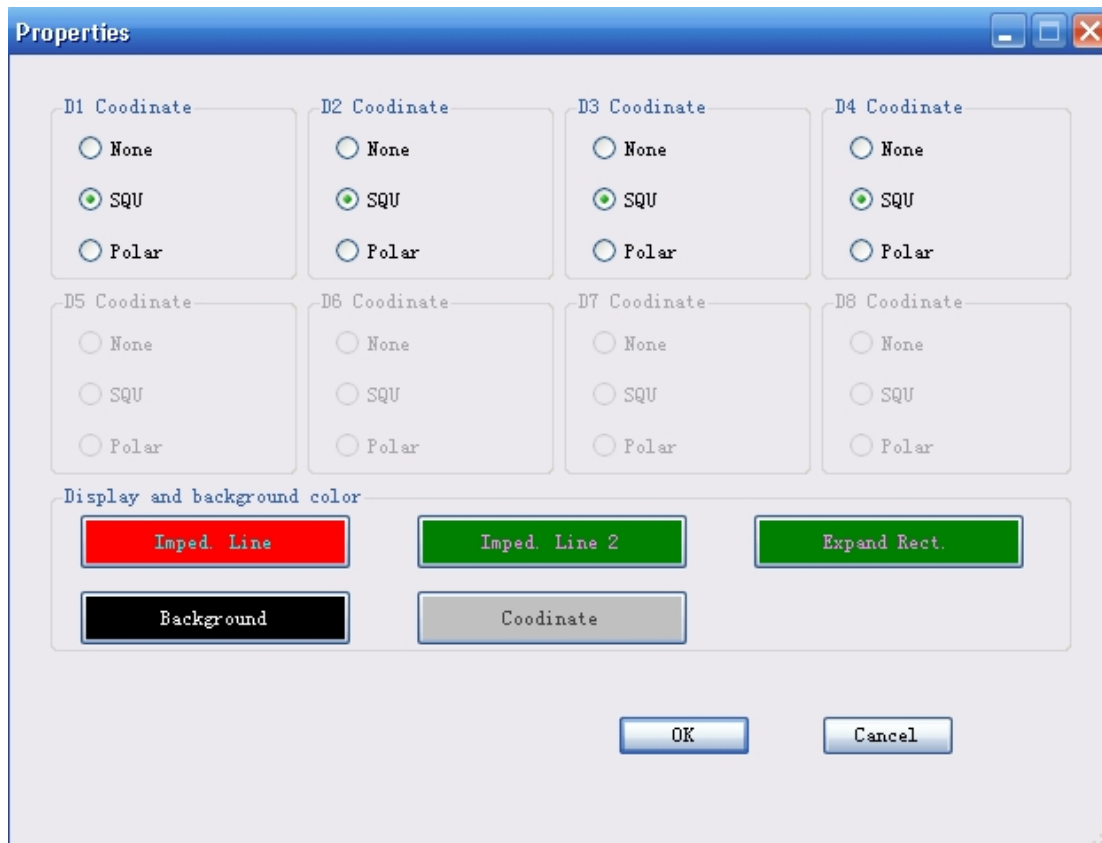 Properties
D1 Coodinate D2 Coodinate D3 Coodinate D4 Coodinate
None None None None
SQU SQU SQU SQU
Polar Polar Polar Polar
D5 Coodinate D6 Coodinate D7 Coodinate D8 Coodinate
None None None None
SQU SQU SQU SQU
Polar Polar Polar Polar
Display and background color
Imped. Line Imped. Line 2 Expand Rect.
Background Coodinate
OK Cancel